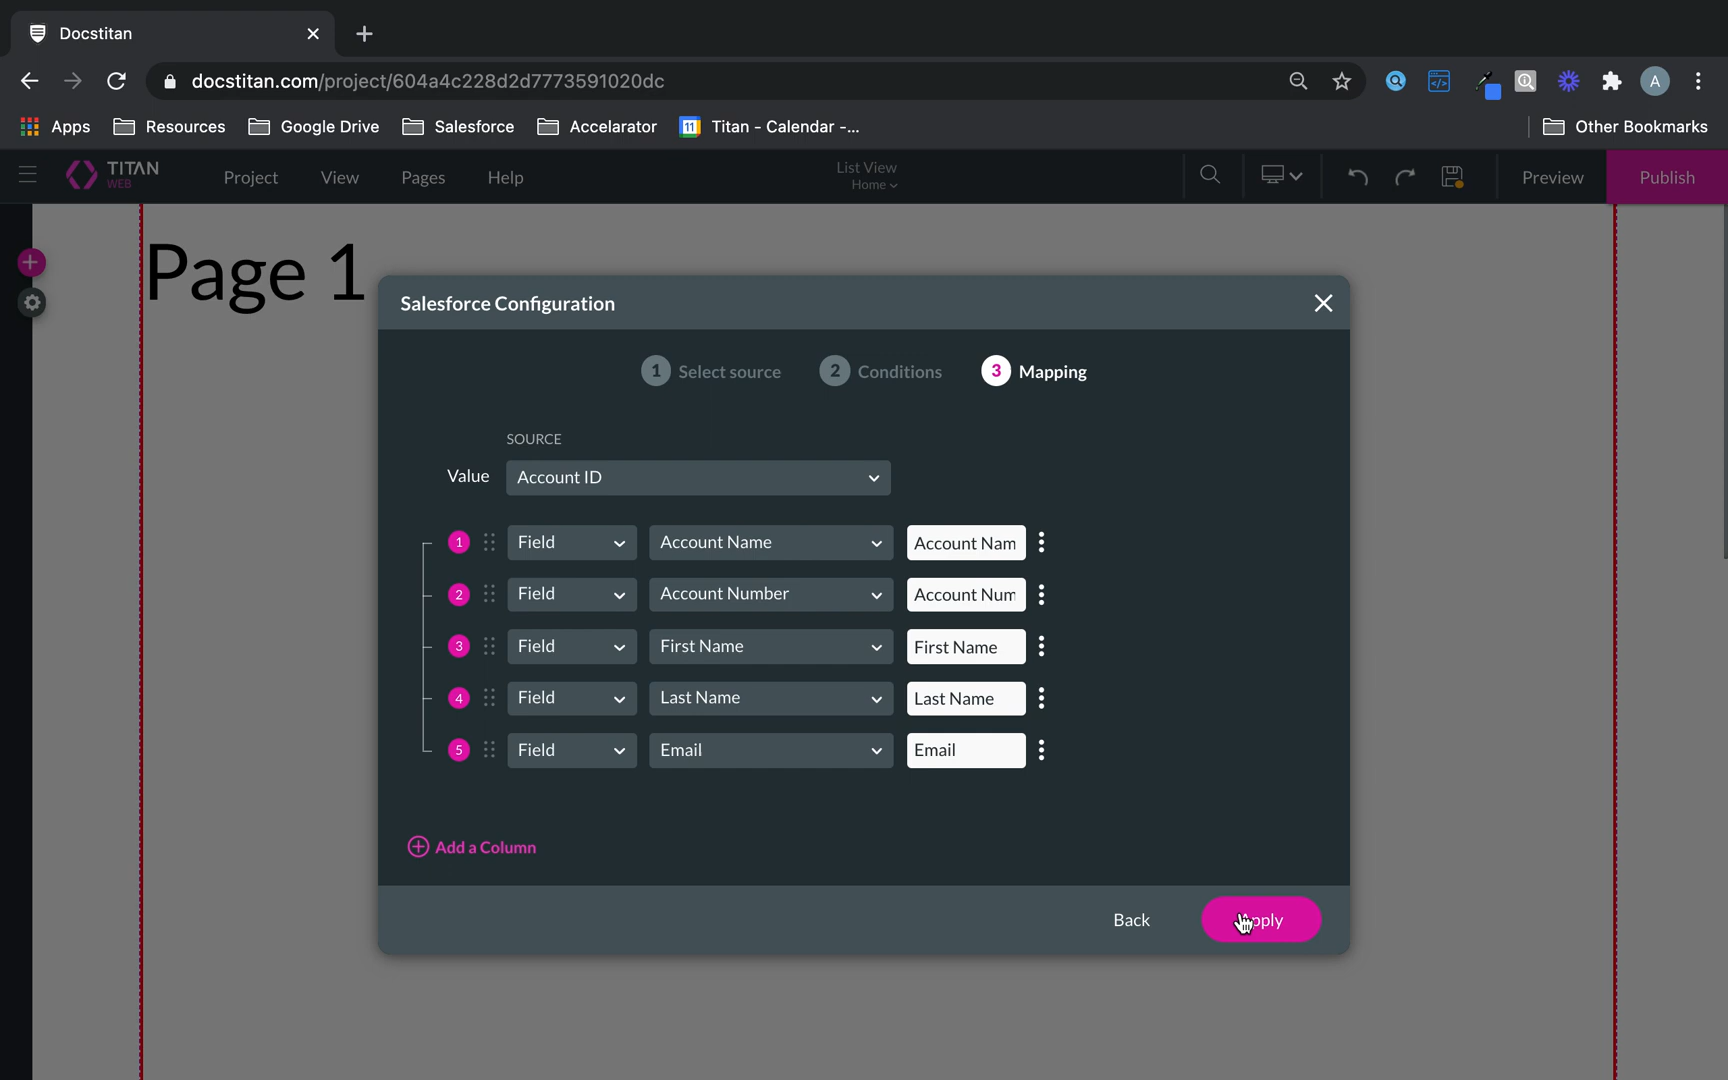 Docstitan
docstitan.com/project/604a4c228d2d7773591020dc
A
Apps
Resources
Google Drive
Salesforce
Accelarator
11
Titan - Calendar -...
Other Bookmarks
TITAN
WEB
Project
View
Pages
Help
List View
Home
Preview
Publish
Page 1
Salesforce Configuration
1 Select source
2 Conditions
3 Mapping
SOURCE
Value Account ID
1 Field Account Name Account Nam
2 Field Account Number Account Num
3 Field First Name First Name
4 Field Last Name Last Name
5 Field Email Email
Add a Column
Back
Apply